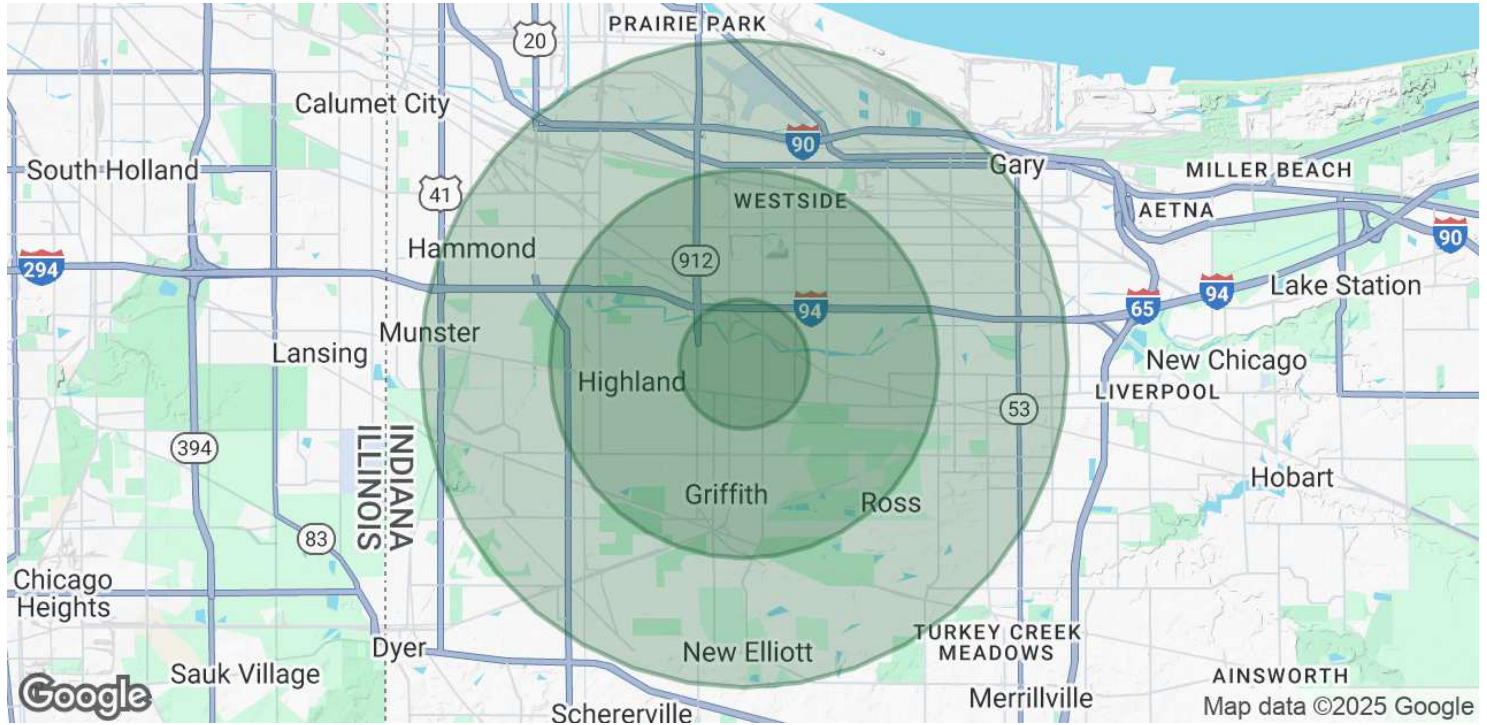 PRAIRIE PARK
20
Calumet City
90
South Holland
Gary
MILLER BEACH
41
WESTSIDE
AETNA
Hammond
90
912
294
94
Lake Station
65
94
Munster
Lansing
New Chicago
Highland
LIVERPOOL
53
394
INDIANA
ILLINOIS
Hobart
Griffith
Ross
83
Chicago
Heights
Dyer
New Elliott
TURKEY CREEK
MEADOWS
Sauk Village
AINSWORTH
Merrillville
Schererville
Google
Map data ©2025 Google